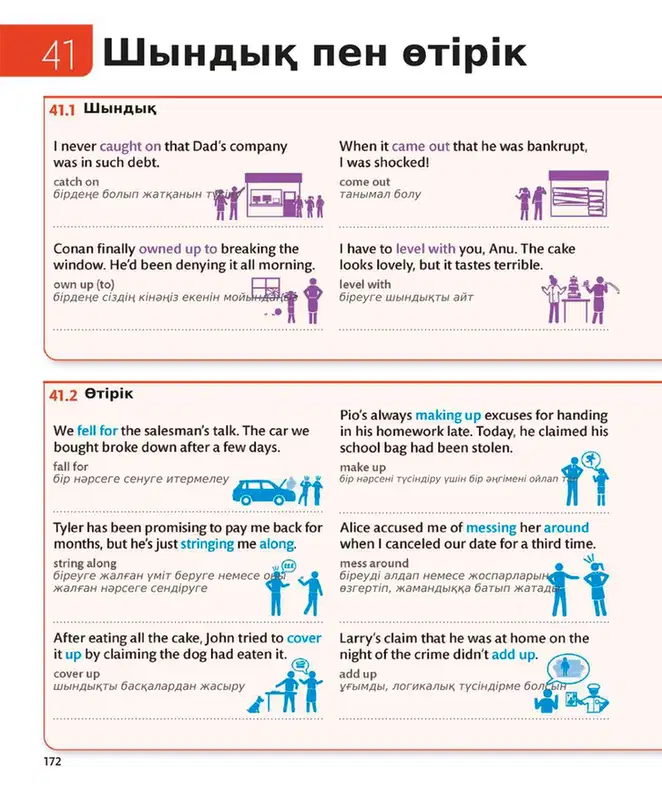 41 Шындық пен өтірік
41.1 Шындық
I never caught on that Dad's company
was in such debt.
catch on
бірдеңе болып жатқанын түсіну
When it came out that he was bankrupt,
I was shocked!
come out
танымал болу
Conan finally owned up to breaking the
window. He'd been denying it all morning.
own up (to)
бірдеңе сіздің кінәңіз екенін мойындаңыз
I have to level with you, Anu. The cake
looks lovely, but it tastes terrible.
level with
біреуге шындықты айт
41.2 Өтірік
We fell for the salesman's talk. The car we
bought broke down after a few days.
fall for
бір нәрсеге сенуге итермелеу
Pio's always making up excuses for handing
in his homework late. Today, he claimed his
school bag had been stolen.
make up
бір нәрсені түсіндіру үшін бір әңгімені ойлап
Tyler has been promising to pay me back for
months, but he's just stringing me along.
string along
біреуге жалған үміт беруге немесе оны
жалған нәрсеге сендіруге
Alice accused me of messing her around
when I canceled our date for a third time.
mess around
біреуді алдап немесе жоспарларын
өзгертіп, жамандыққа батып жатады
After eating all the cake, John tried to cover
it up by claiming the dog had eaten it.
cover up
шындықты басқалардан жасыру
Larry's claim that he was at home on the
night of the crime didn't add up.
add up
ұғымды, логикалық түсіндірме болсын
172